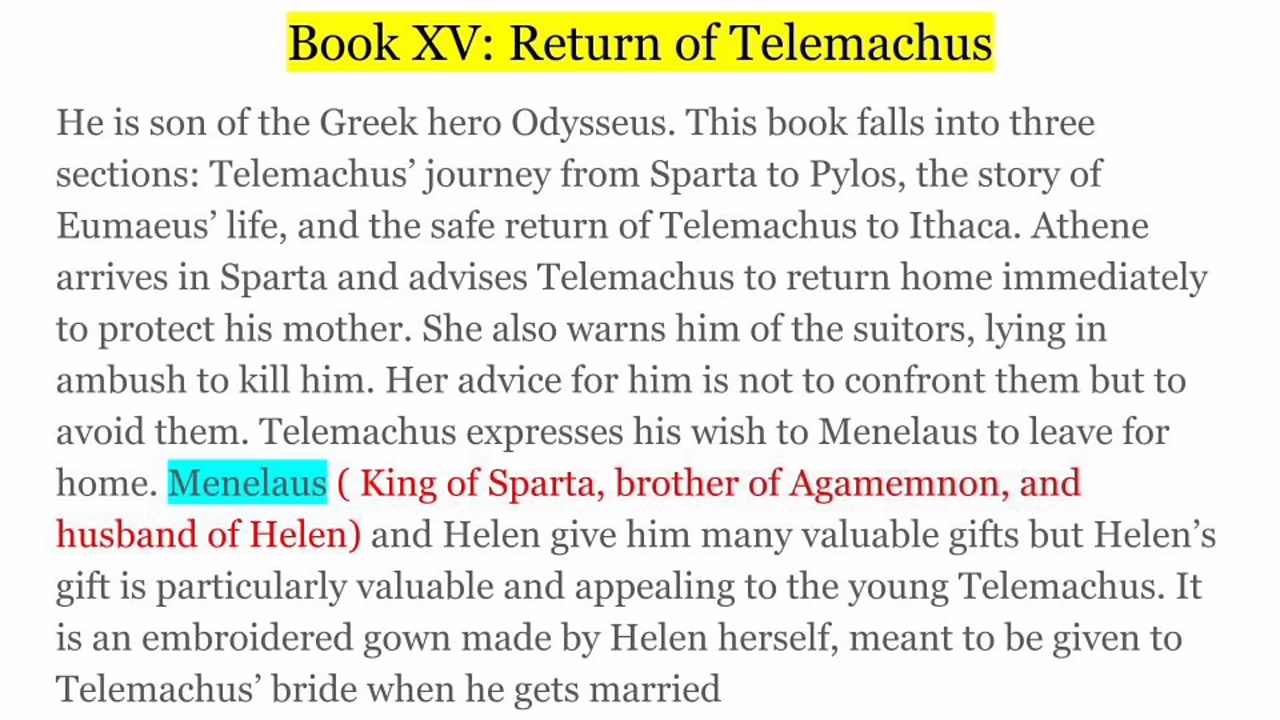 Book XV: Return of Telemachus
He is son of the Greek hero Odysseus. This book falls into three
sections: Telemachus’ journey from Sparta to Pylos, the story of
Eumaeus’ life, and the safe return of Telemachus to Ithaca. Athene
arrives in Sparta and advises Telemachus to return home immediately
to protect his mother. She also warns him of the suitors, lying in
ambush to kill him. Her advice for him is not to confront them but to
avoid them. Telemachus expresses his wish to Menelaus to leave for
home. Menelaus ( King of Sparta, brother of Agamemnon, and
husband of Helen) and Helen give him many valuable gifts but Helen’s
gift is particularly valuable and appealing to the young Telemachus. It
is an embroidered gown made by Helen herself, meant to be given to
Telemachus’ bride when he gets married